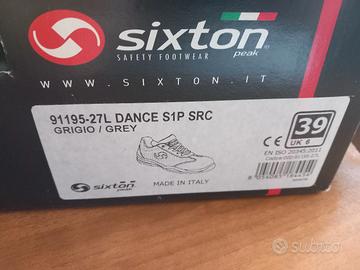 sixton
peak
SAFETY FOOTWEAR
WWW.SIXTON.IT
91195-27L DANCE S1P SRC
GRIGIO / GREY
39
UK 6
CE
EN ISO 20345:2011
sixton
peak
MADE IN ITALY
subito